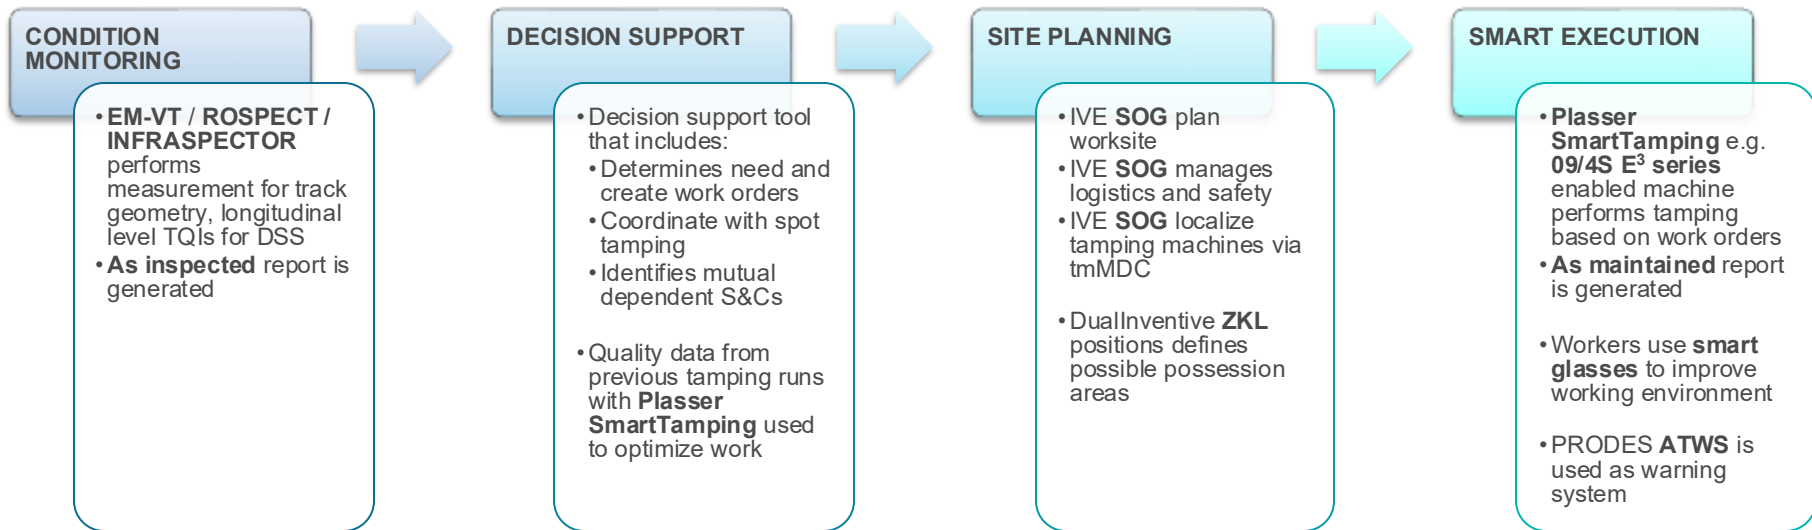 CONDITION
MONITORING
• EM-VT / ROSPECT /
INFRASPECTOR
performs
measurement for track
geometry, longitudinal
level TQIs for DSS
• As inspected report is
generated
DECISION SUPPORT
• Decision support tool
that includes:
• Determines need and
create work orders
• Coordinate with spot
tamping
• Identifies mutual
dependent S&Cs
• Quality data from
previous tamping runs
with Plasser
SmartTamping used
to optimize work
SITE PLANNING
• IVE SOG plan
worksite
• IVE SOG manages
logistics and safety
• IVE SOG localize
tamping machines via
tmMDC
• DualInventive ZKL
positions defines
possible possession
areas
SMART EXECUTION
• Plasser
SmartTamping e.g.
09/4S E³ series
enabled machine
performs tamping
based on work orders
• As maintained report
is generated
• Workers use smart
glasses to improve
working environment
• PRODES ATWS is
used as warning
system